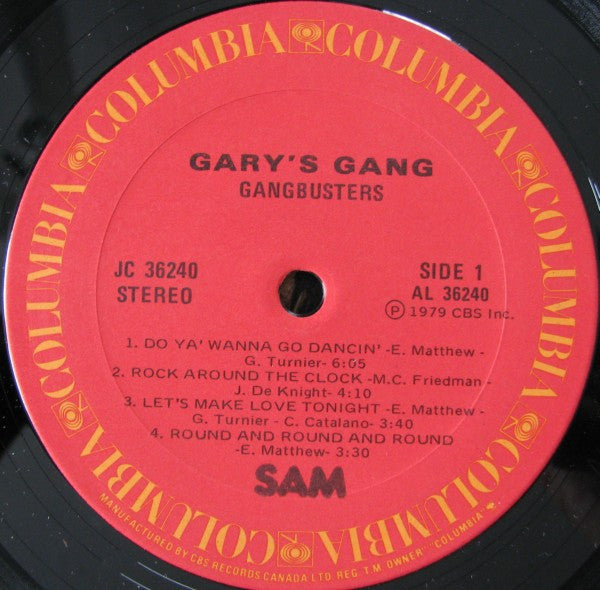 COLUMBIA COLUMBIA COLUMBIA COLUMBIA COLUMBIA COLUMBIA
GARY'S GANG
GANGBUSTERS
JC 36240
STEREO
SIDE 1
AL 36240
Ⓟ 1979 CBS Inc.
1. DO YA' WANNA GO DANCIN' -E. Matthew -
G. Turnier- 6:05
2. ROCK AROUND THE CLOCK -M.C. Friedman -
J. De Knight- 4:10
3. LET'S MAKE LOVE TONIGHT -E. Matthew -
G. Turnier - C. Catalano- 3:40
4. ROUND AND ROUND AND ROUND
-E. Matthew- 3:30
SAM
MANUFACTURED BY CBS RECORDS CANADA LTD REG. T.M. OWNER "COLUMBIA"